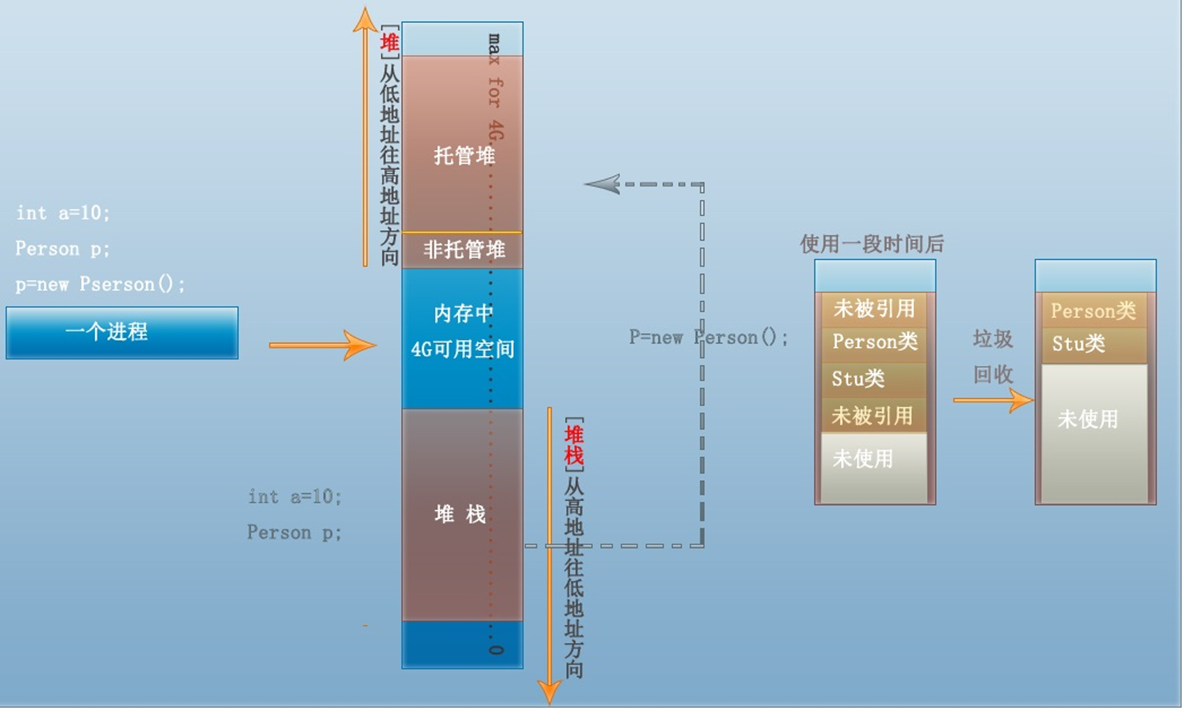 int a=10;
Person p;
p=new Pserson();
一个进程
[堆]从低地址往高地址方向
max for 4G
托管堆
非托管堆
内存中
4G可用空间
堆 栈
0
int a=10;
Person p;
[堆栈]从高地址往低地址方向
P=new Person();
使用一段时间后
未被引用
Person类
Stu类
未被引用
未使用
垃圾
回收
Person类
Stu类
未使用